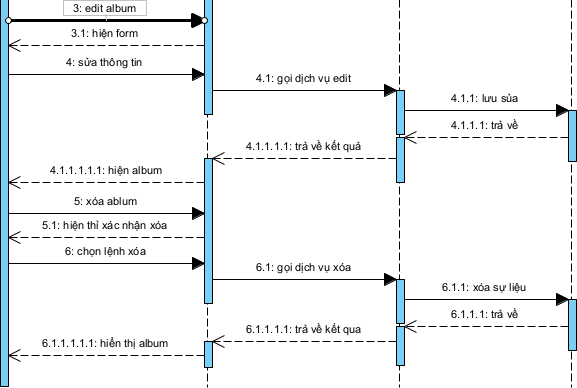 3: edit album
3.1: hiện form
4: sửa thông tin
4.1: gọi dịch vụ edit
4.1.1: lưu sủa
4.1.1.1: trả về
4.1.1.1.1: trả về kết quả
4.1.1.1.1.1: hiện album
5: xóa ablum
5.1: hiện thĩ xác nhận xóa
6: chọn lệnh xóa
6.1: gọi dịch vụ xóa
6.1.1: xóa sự liệu
6.1.1.1: trả về
6.1.1.1.1: trả về kết qua
6.1.1.1.1.1: hiển thị album